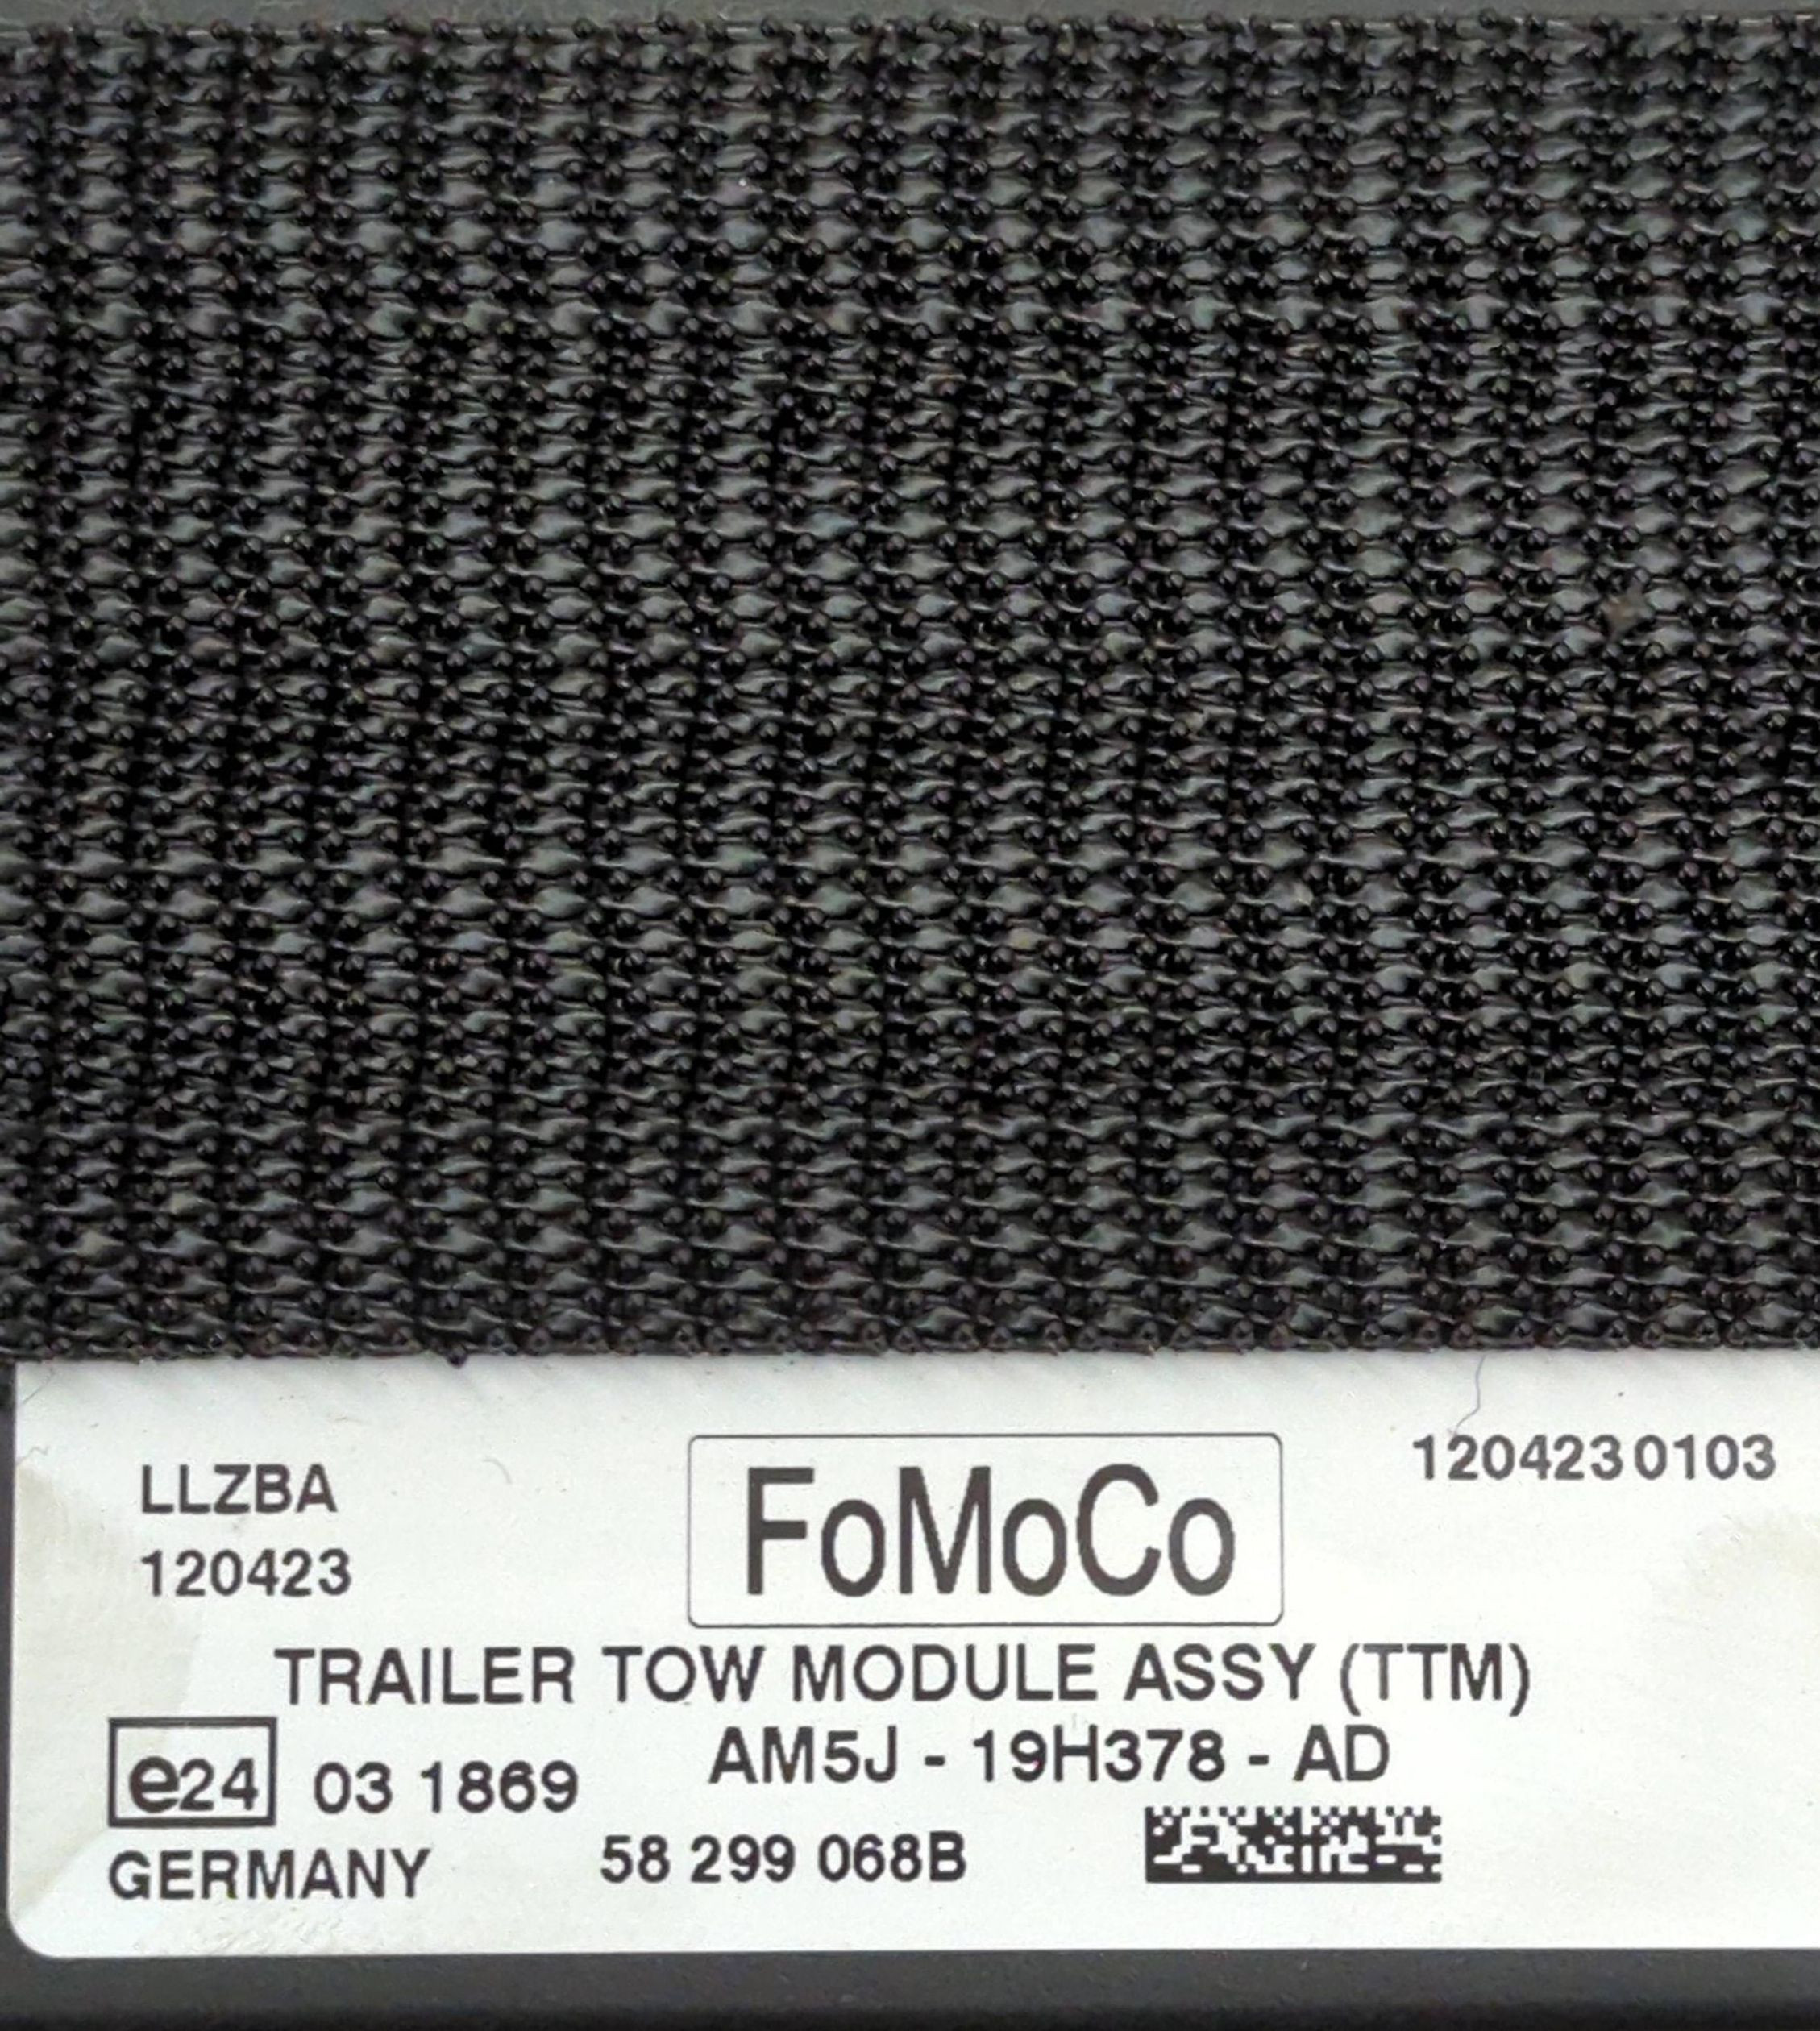 LLZBA
120423
FoMoCo
1204230103
TRAILER TOW MODULE ASSY (TTM)
AM5J - 19H378 - AD
e24 03 1869
GERMANY
58 299 068B